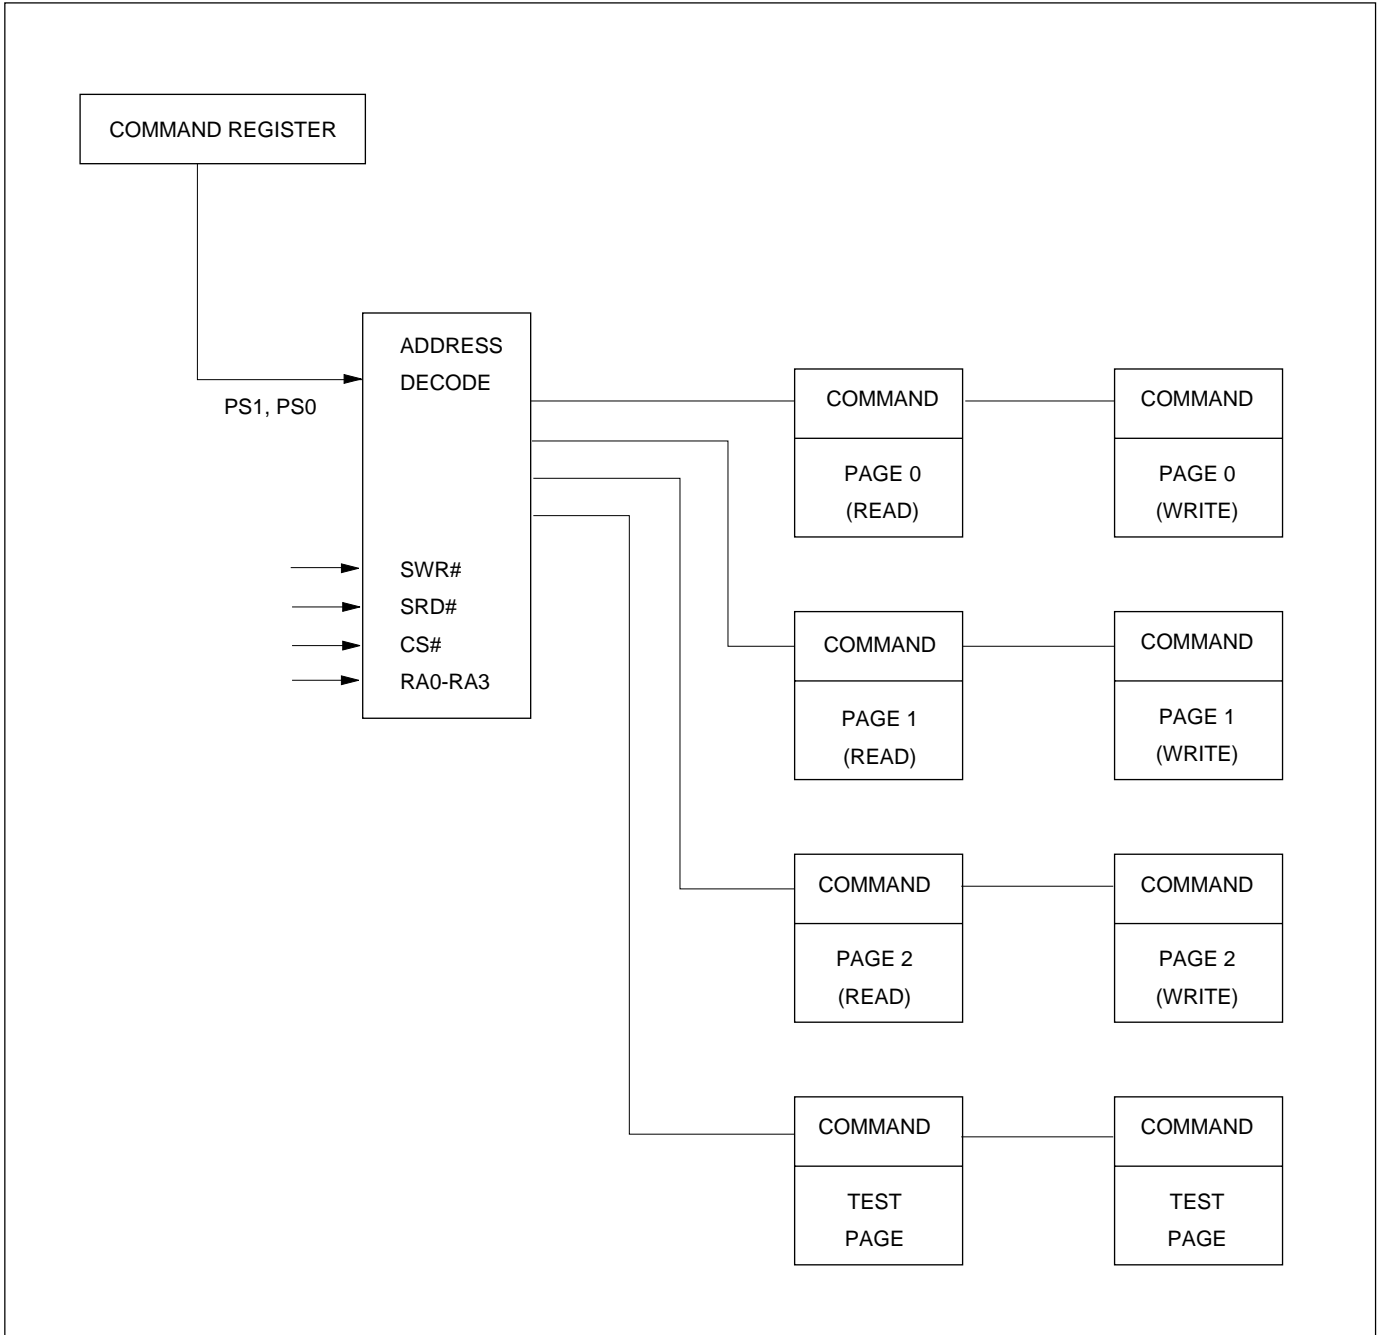 COMMAND REGISTER
ADDRESS
DECODE
PS1, PS0
SWR#
SRD#
CS#
RA0-RA3
COMMAND
PAGE 0
(READ)
COMMAND
PAGE 0
(WRITE)
COMMAND
PAGE 1
(READ)
COMMAND
PAGE 1
(WRITE)
COMMAND
PAGE 2
(READ)
COMMAND
PAGE 2
(WRITE)
COMMAND
TEST
PAGE
COMMAND
TEST
PAGE